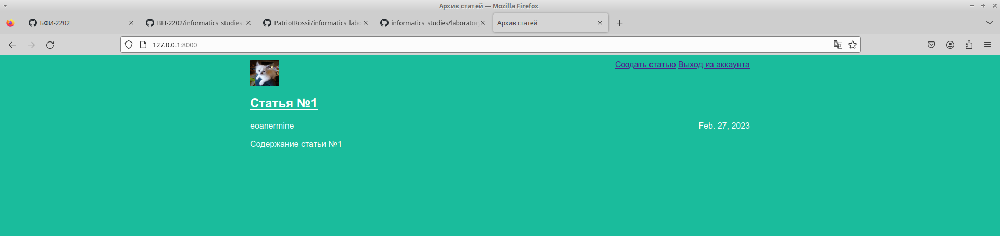 Архив статей — Mozilla Firefox
БФИ-2202 BFI-2202/informatics_studies: PatriotRossii/informatics_labo informatics_studies/laborator Архив статей
127.0.0.1:8000
Создать статью Выход из аккаунта
Статья №1
eoanermine Feb. 27, 2023
Содержание статьи №1